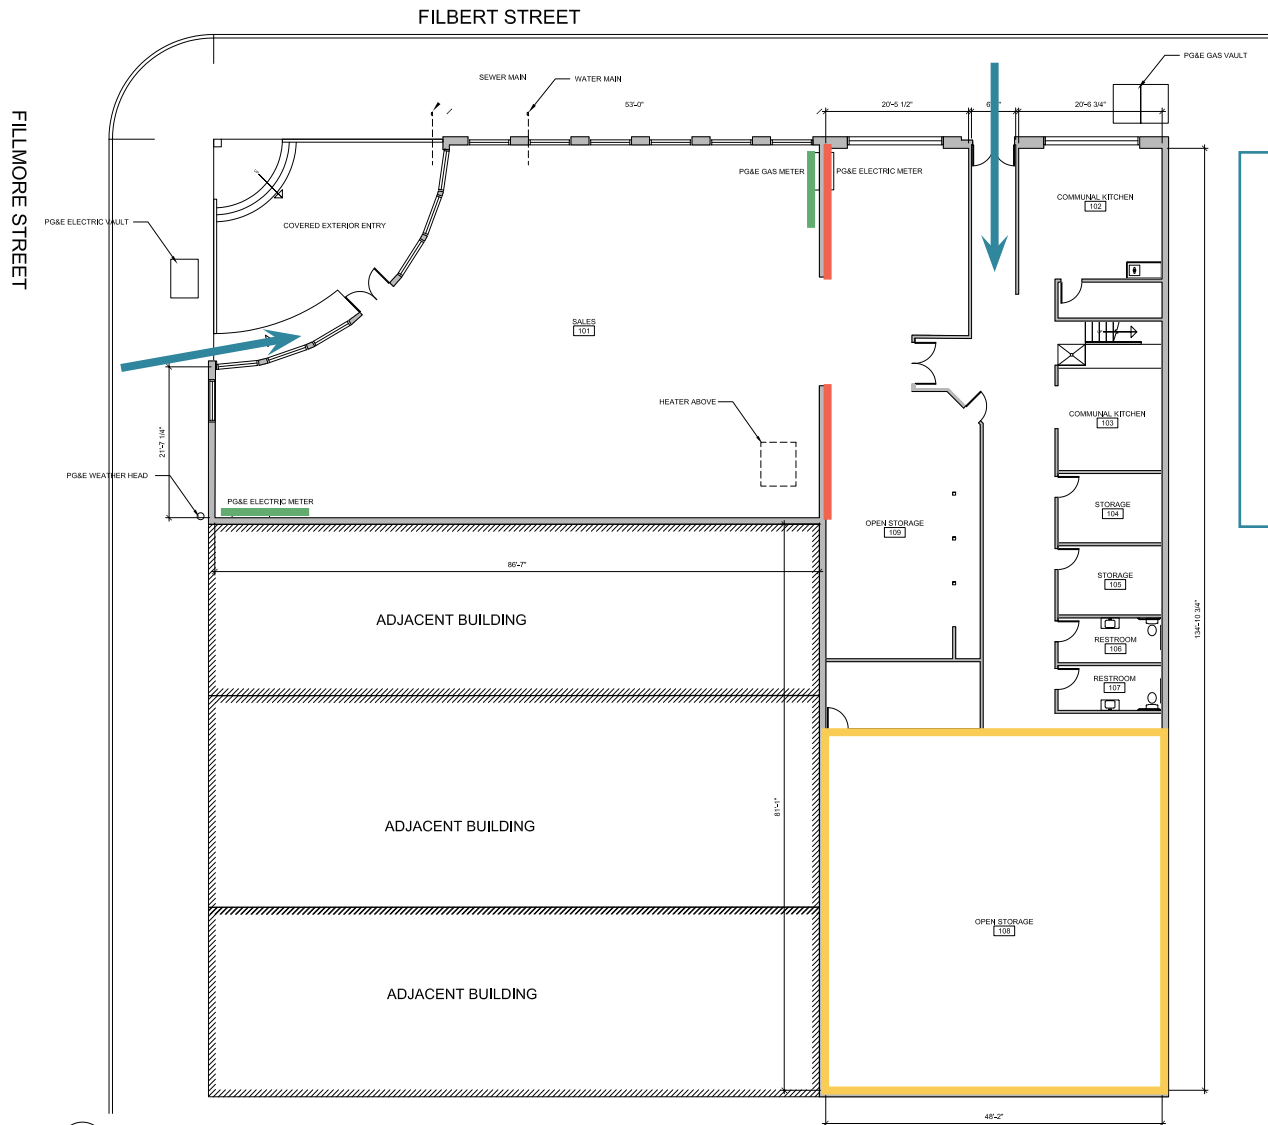 FILBERT STREET
FILLMORE STREET
PG&E GAS VAULT
SEWER MAIN
WATER MAIN
53'-0"
20'-5 1/2"
20'-6 3/4"
PG&E GAS METER
PG&E ELECTRIC METER
COMMUNAL KITCHEN
102
PG&E ELECTRIC VAULT
COVERED EXTERIOR ENTRY
SALES
101
HEATER ABOVE
COMMUNAL KITCHEN
103
21'-7 1/4"
PG&E WEATHER HEAD
PG&E ELECTRIC METER
STORAGE
104
OPEN STORAGE
109
86'-7"
STORAGE
105
ADJACENT BUILDING
134'-10 3/4"
RESTROOM
106
RESTROOM
107
81'-1"
ADJACENT BUILDING
OPEN STORAGE
108
ADJACENT BUILDING
48'-2"